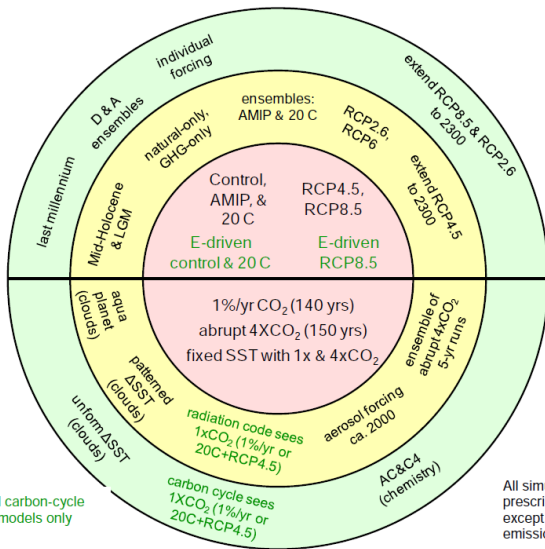 individual
forcing
D & A
ensembles
last millennium
extend RCP8.5 & RCP2.6
to 2300
ensembles:
AMIP & 20 C
natural-only,
GHG-only
RCP2.6,
RCP6
Mid-Holocene
& LGM
extend RCP4.5
to 2300
Control,
AMIP, &
20 C
RCP4.5,
RCP8.5
E-driven
control & 20 C
E-driven
RCP8.5
1%/yr CO₂ (140 yrs)
abrupt 4XCO₂ (150 yrs)
fixed SST with 1x & 4xCO₂
aqua
planet
(clouds)
ensemble of
abrupt 4xCO₂
5-yr runs
patterned
ΔSST
(clouds)
aerosol forcing
ca. 2000
radiation code sees
1xCO₂ (1%/yr or
20C+RCP4.5)
unform ΔSST
(clouds)
AC&C4
(chemistry)
carbon cycle sees
1XCO₂ (1%/yr or
20C+RCP4.5)
carbon-cycle
models only
All
except